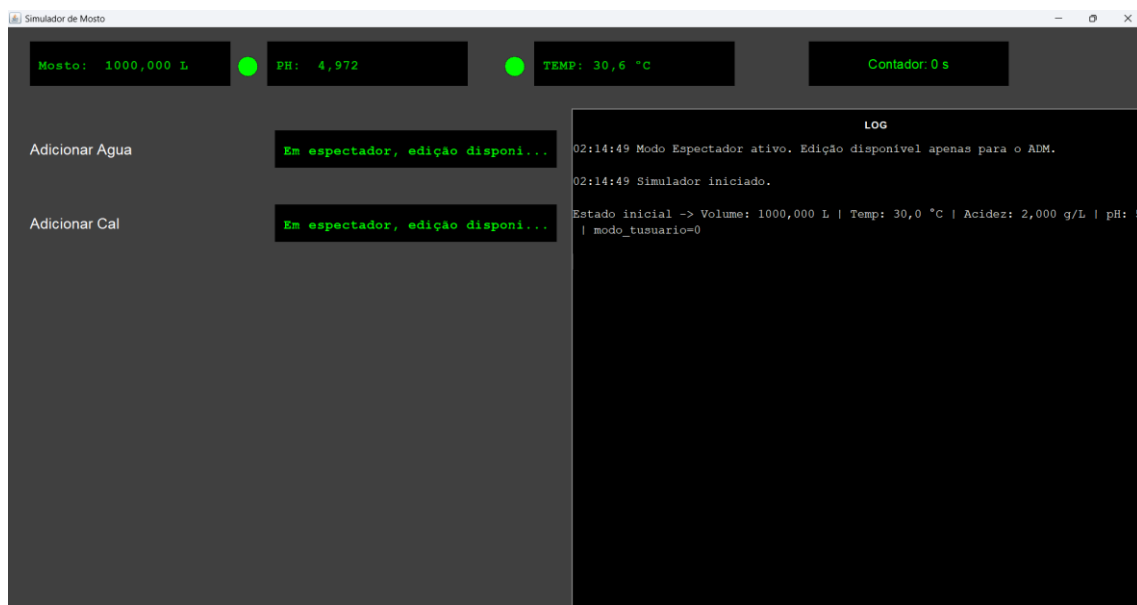 Simulador de Mosto
Mosto: 1000,000 L
PH: 4,972
TEMP: 30,6 °C
Contador: 0 s
LOG
Adicionar Agua
Em espectador, edição disponi...
02:14:49 Modo Espectador ativo. Edição disponível apenas para o ADM.
02:14:49 Simulador iniciado.
Adicionar Cal
Em espectador, edição disponi...
Estado inicial -> Volume: 1000,000 L | Temp: 30,0 °C | Acidez: 2,000 g/L | pH:
| modo_tusuario=0